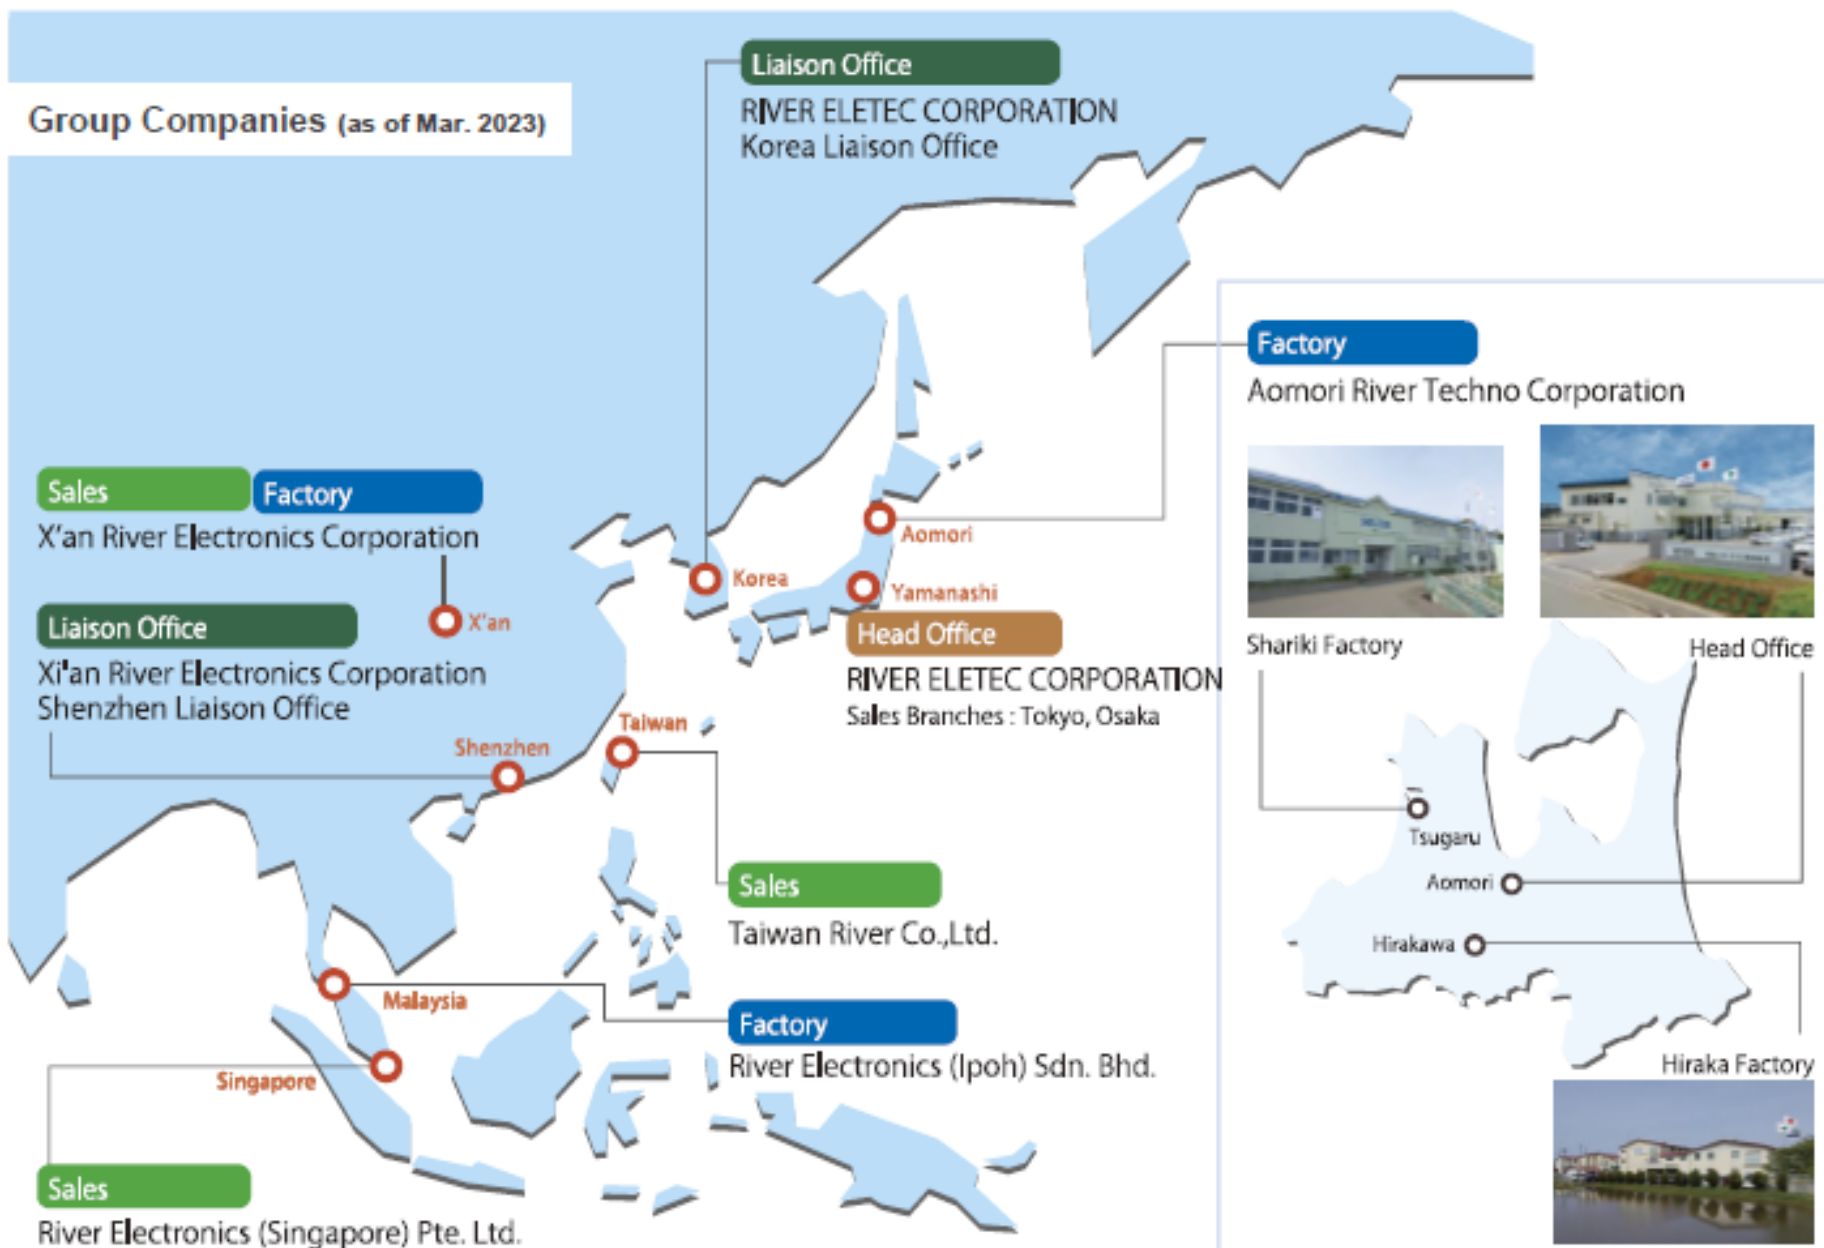 Group Companies (as of Mar. 2023)
Liaison Office
RIVER ELETEC CORPORATION
Korea Liaison Office
Factory
Aomori River Techno Corporation
Shariki Factory
Head Office
Tsugaru
Aomori
Hirakawa
Hiraka Factory
Sales
Factory
X'an River Electronics Corporation
X'an
Liaison Office
Xi'an River Electronics Corporation
Shenzhen Liaison Office
Shenzhen
Korea
Aomori
Yamanashi
Head Office
RIVER ELETEC CORPORATION
Sales Branches : Tokyo, Osaka
Taiwan
Sales
Taiwan River Co.,Ltd.
Malaysia
Factory
River Electronics (Ipoh) Sdn. Bhd.
Singapore
Sales
River Electronics (Singapore) Pte. Ltd.